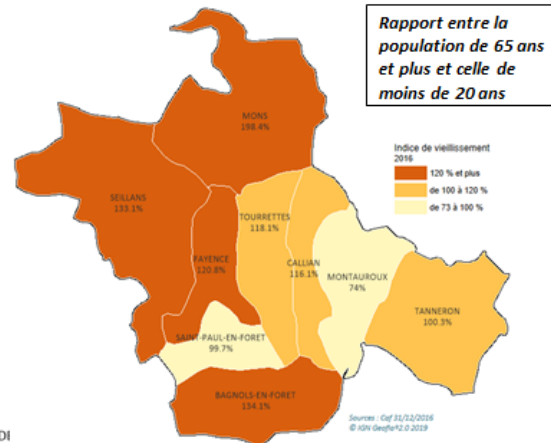 Rapport entre la
population de 65 ans
et plus et celle de
moins de 20 ans
MONS
198.4%
Indice de vieillissement
2016
120 % et plus
de 100 à 120 %
de 73 à 100 %
SEILLANS
133.1%
TOURRETTES
118.1%
FAYENCE
120.8%
CALLIAN
116.1%
MONTAUROUX
74%
TANNERON
100.3%
SAINT-PAUL-EN-FORET
99.7%
BAGNOLS-EN-FORET
134.1%
Sources : Caf 31/12/2016
© IGN Geofla®2.0 2019